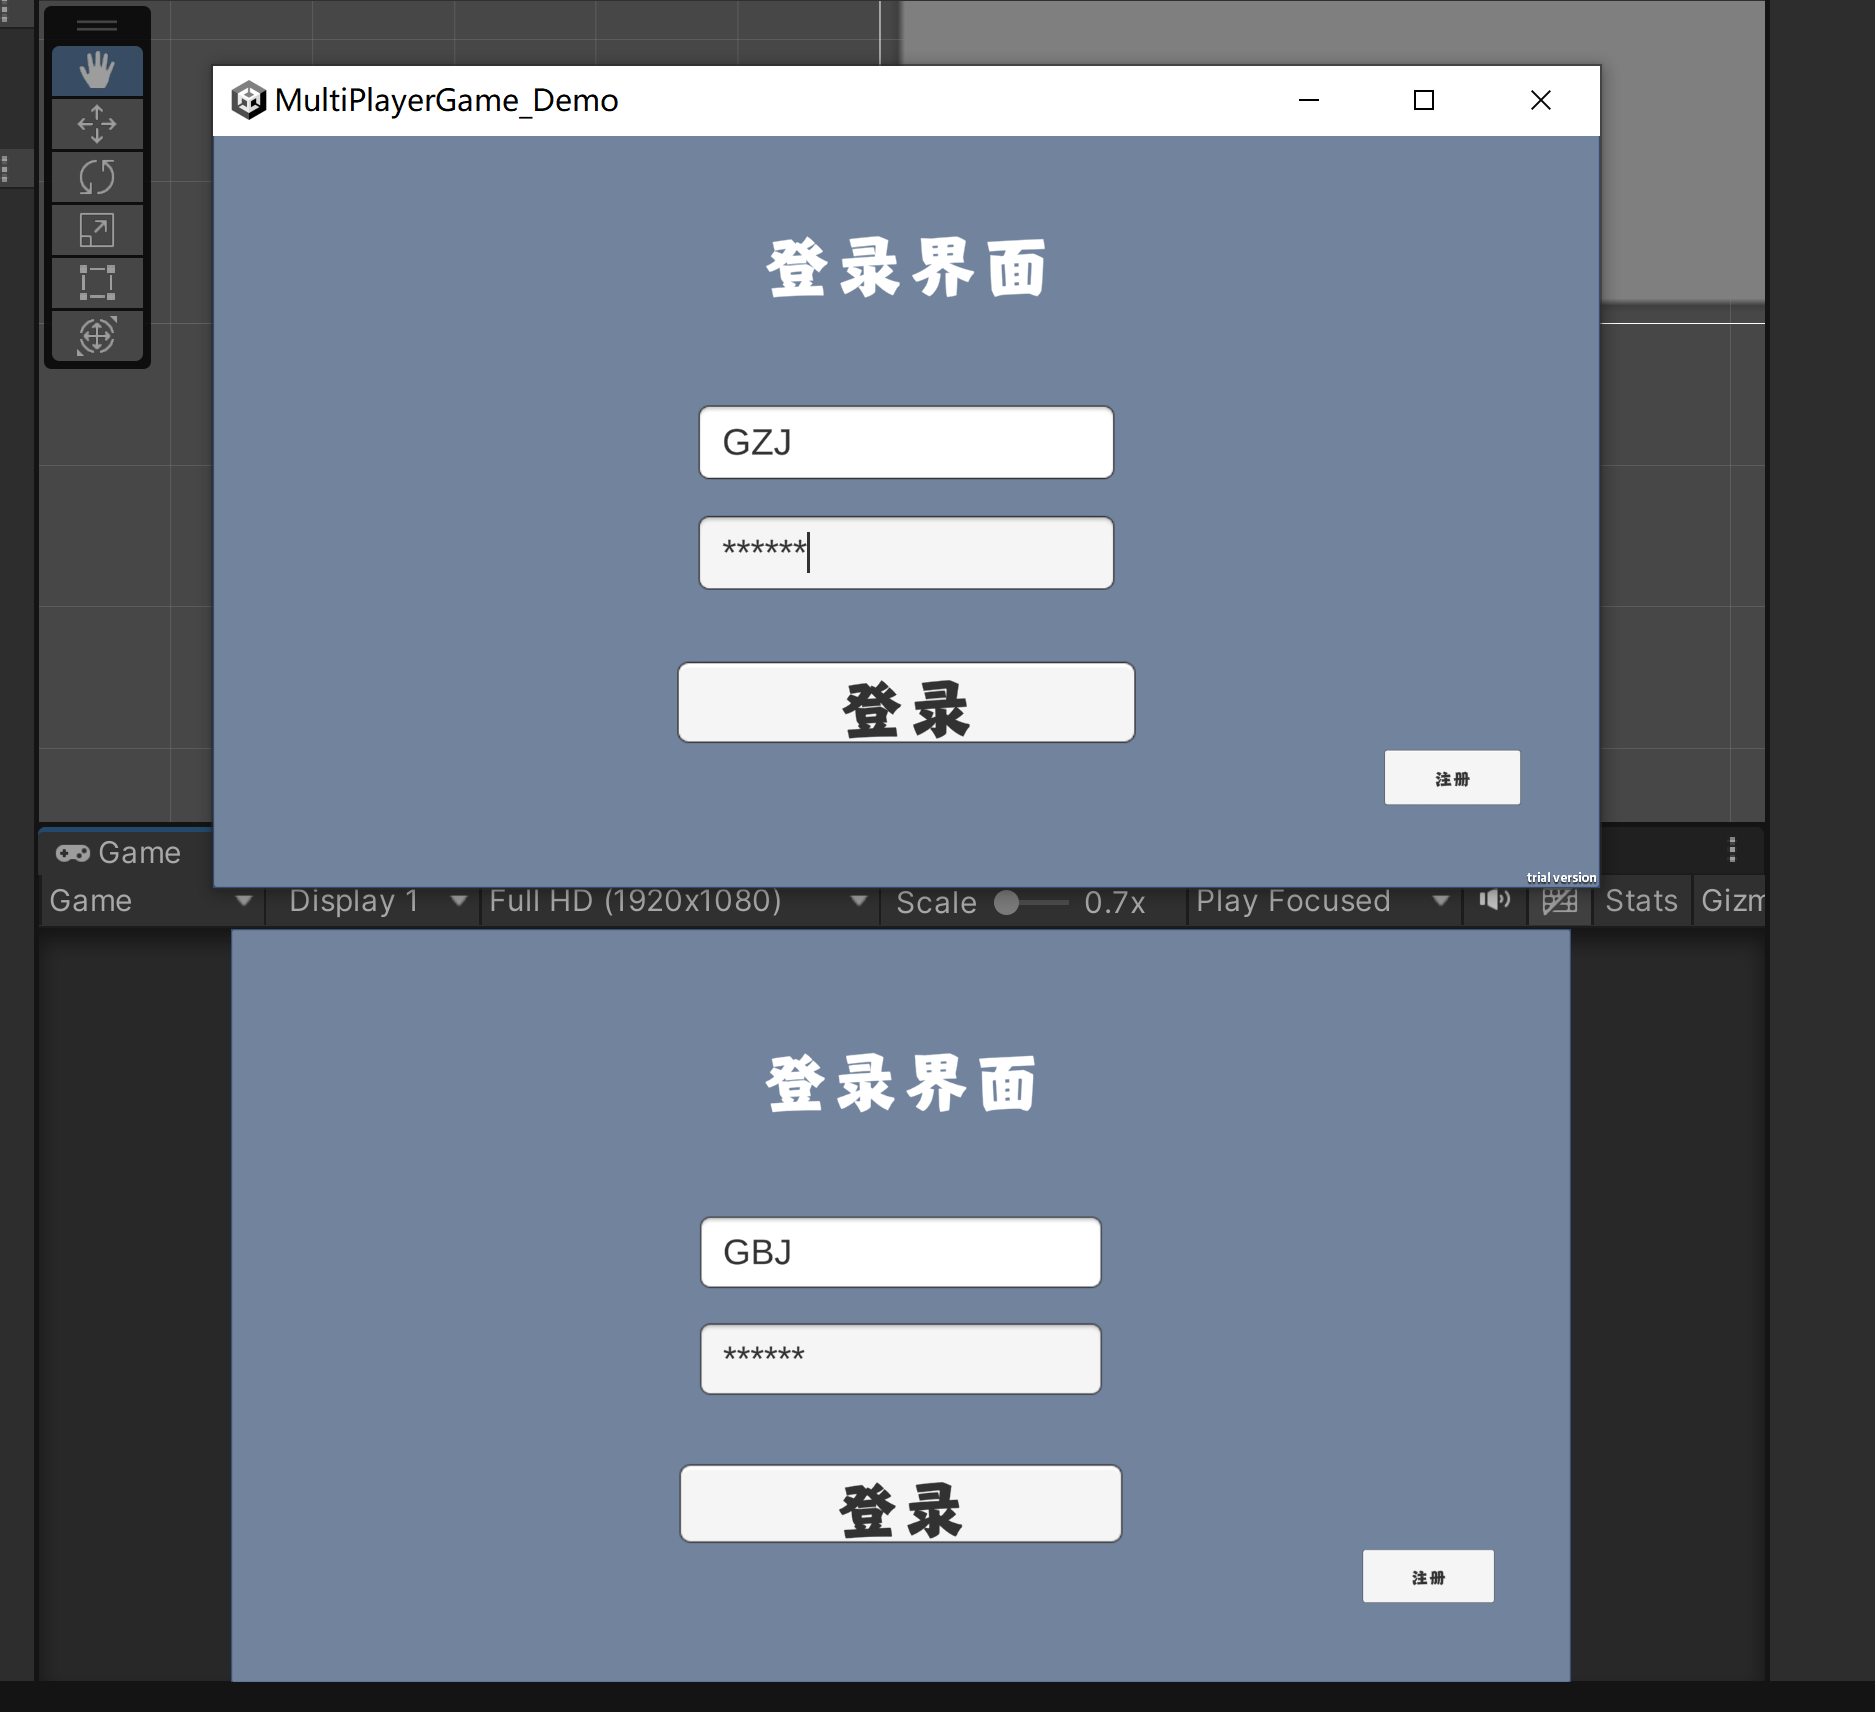 MultiPlayerGame_Demo
登录界面
GZJ
******
登录
注册
trial version
Game
Game
Display 1
Full HD (1920x1080)
Scale
0.7x
Play Focused
Stats
Gizm
登录界面
GBJ
******
登录
注册